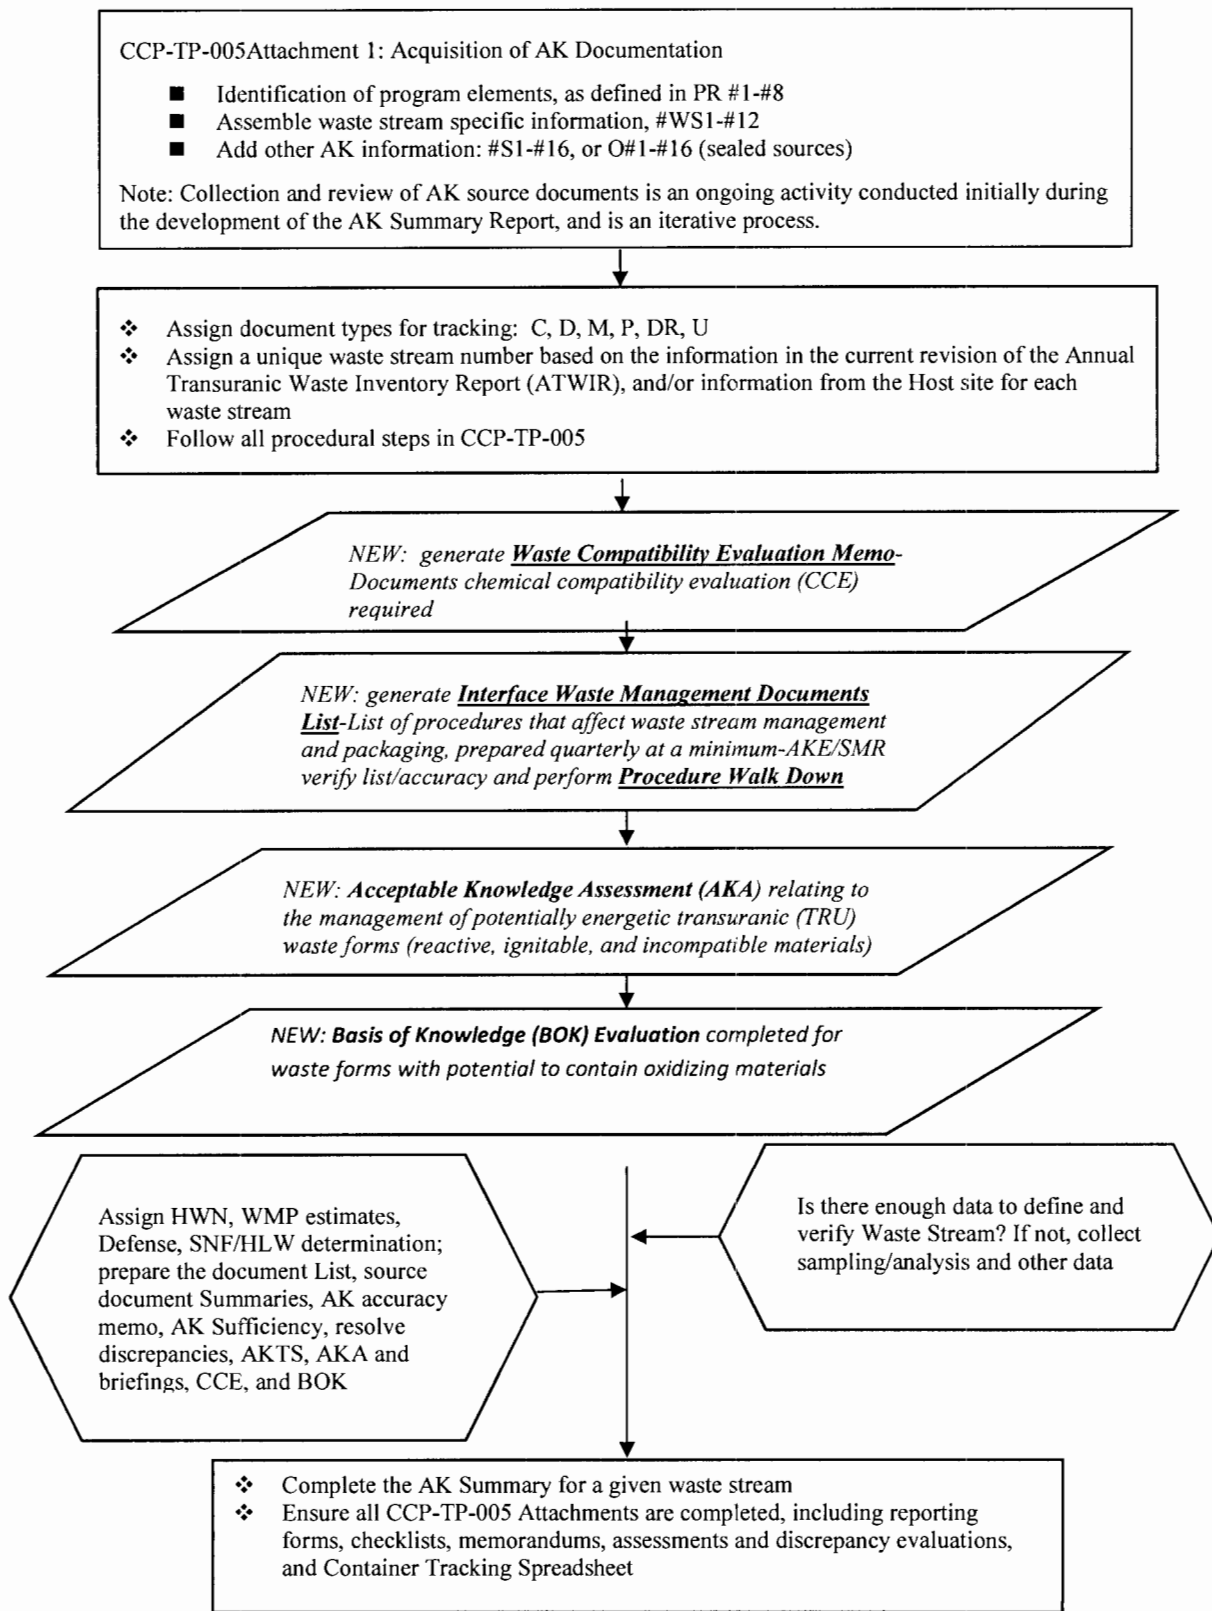 CCP-TP-005Attachment 1: Acquisition of AK Documentation
■ Identification of program elements, as defined in PR #1-#8
■ Assemble waste stream specific information, #WS1-#12
■ Add other AK information: #S1-#16, or O#1-#16 (sealed sources)
Note: Collection and review of AK source documents is an ongoing activity conducted initially during
the development of the AK Summary Report, and is an iterative process.
❖ Assign document types for tracking: C, D, M, P, DR, U
❖ Assign a unique waste stream number based on the information in the current revision of the Annual
Transuranic Waste Inventory Report (ATWIR), and/or information from the Host site for each
waste stream
❖ Follow all procedural steps in CCP-TP-005
NEW: generate Waste Compatibility Evaluation Memo-
Documents chemical compatibility evaluation (CCE)
required
NEW: generate Interface Waste Management Documents
List-List of procedures that affect waste stream management
and packaging, prepared quarterly at a minimum-AKE/SMR
verify list/accuracy and perform Procedure Walk Down
NEW: Acceptable Knowledge Assessment (AKA) relating to
the management of potentially energetic transuranic (TRU)
waste forms (reactive, ignitable, and incompatible materials)
NEW: Basis of Knowledge (BOK) Evaluation completed for
waste forms with potential to contain oxidizing materials
Assign HWN, WMP estimates,
Defense, SNF/HLW determination;
prepare the document List, source
document Summaries, AK accuracy
memo, AK Sufficiency, resolve
discrepancies, AKTS, AKA and
briefings, CCE, and BOK
Is there enough data to define and
verify Waste Stream? If not, collect
sampling/analysis and other data
❖ Complete the AK Summary for a given waste stream
❖ Ensure all CCP-TP-005 Attachments are completed, including reporting
forms, checklists, memorandums, assessments and discrepancy evaluations,
and Container Tracking Spreadsheet